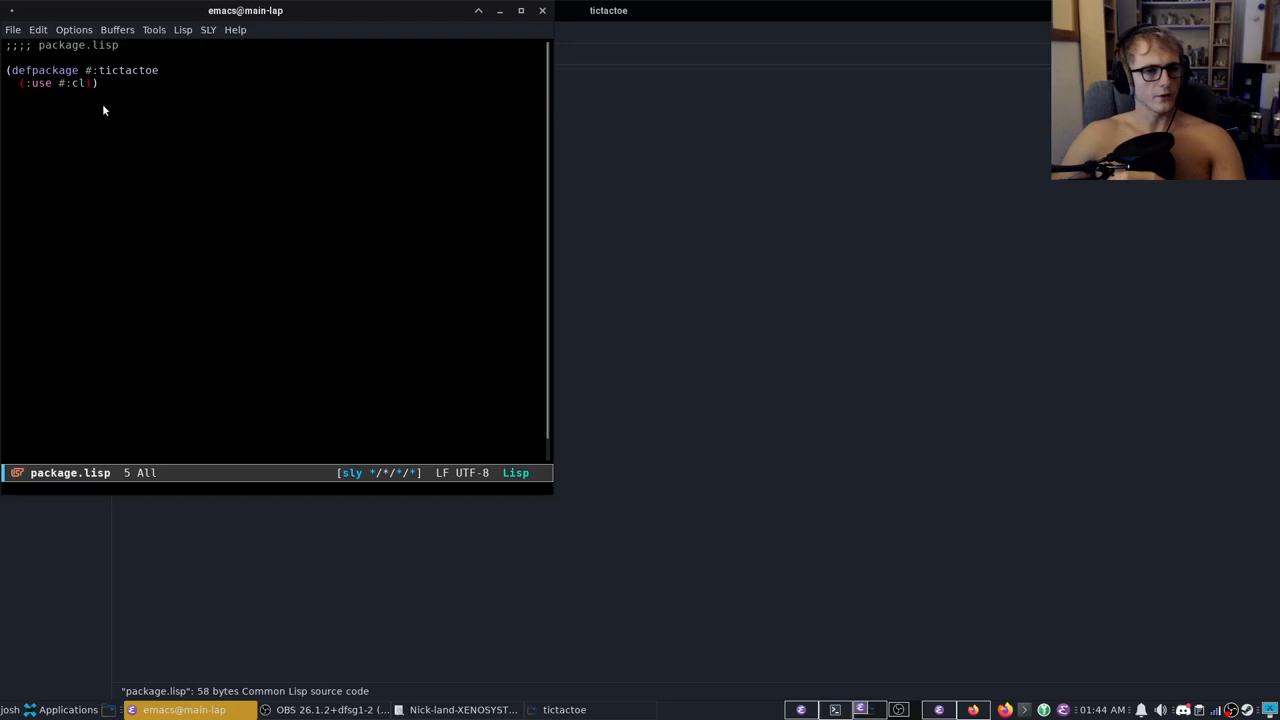 emacs@main-lap
tictactoe
File Edit Options Buffers Tools Lisp SLY Help
;;;; package.lisp
(defpackage #:tictactoe
(:use #:cl))
package.lisp 5 All [sly */*/*/*] LF UTF-8 Lisp
"package.lisp": 58 bytes Common Lisp source code
josh Applications emacs@main-lap OBS 26.1.2+dfsg1-2 (... Nick-land-XENOSYST... tictactoe 01:44 AM